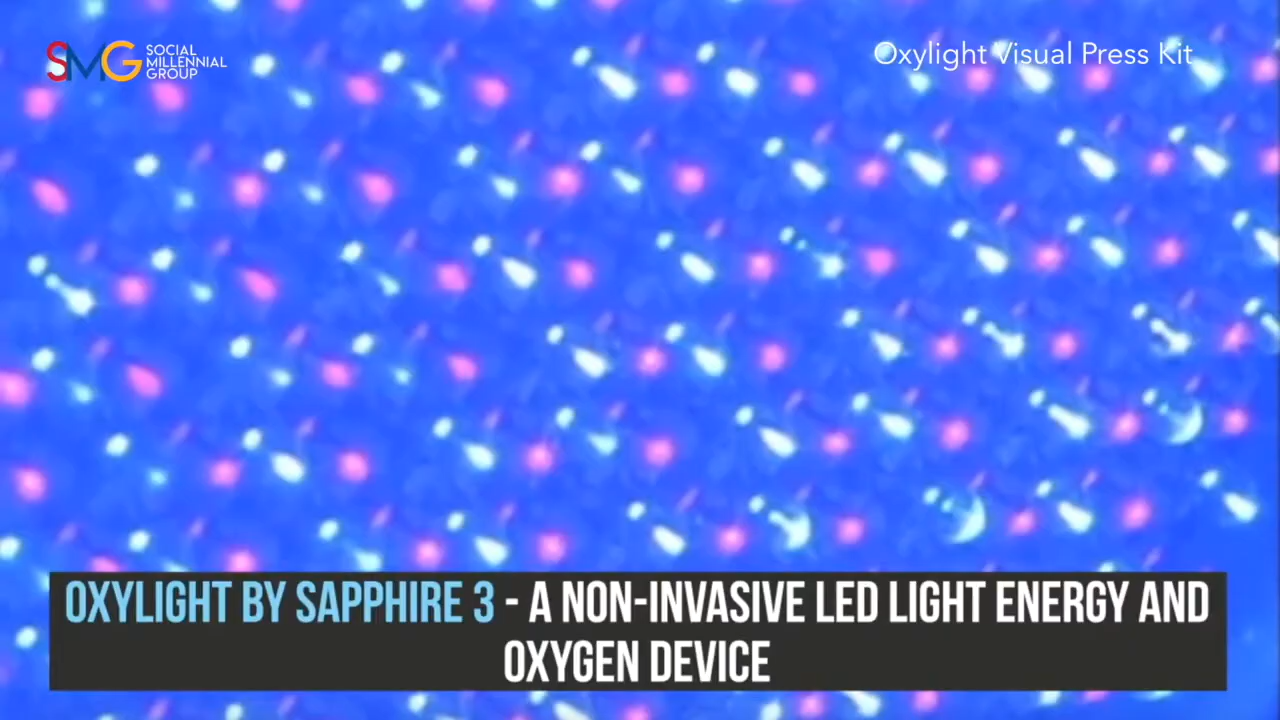 SMG SOCIAL
MILLENNIAL
GROUP
Oxylight Visual Press Kit
OXYLIGHT BY SAPPHIRE 3 - A NON-INVASIVE LED LIGHT ENERGY AND
OXYGEN DEVICE